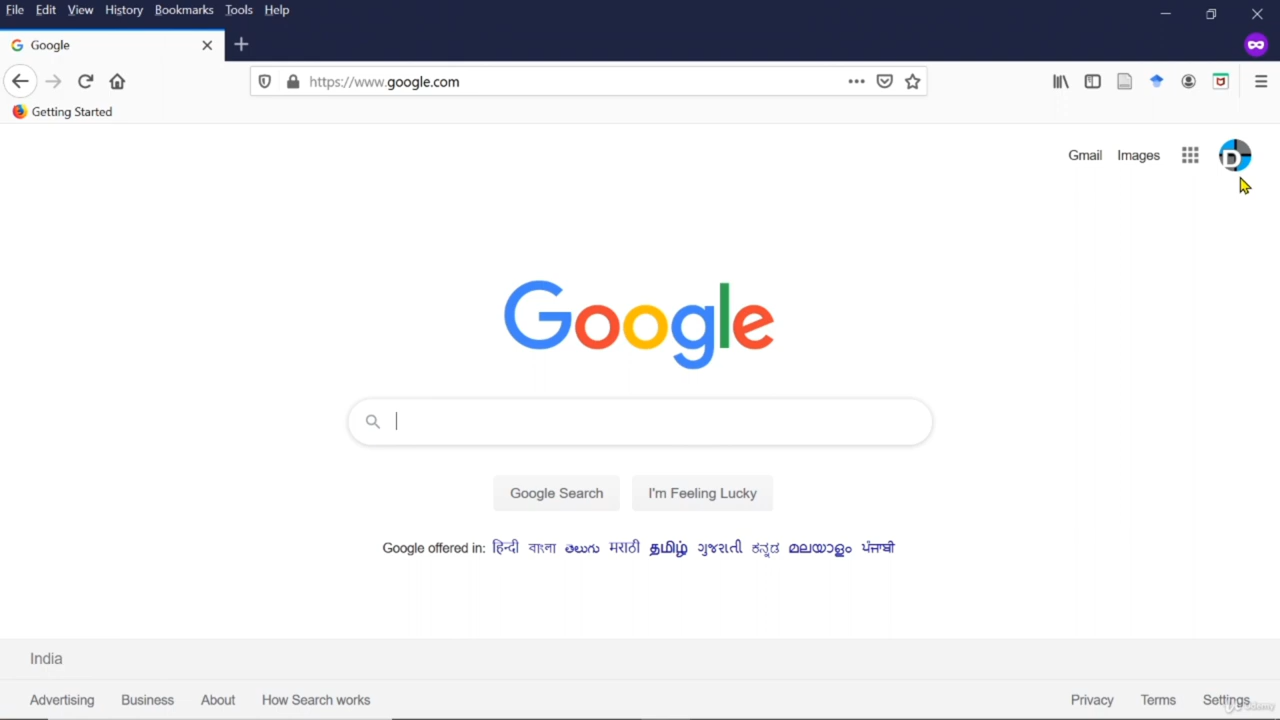 File Edit View History Bookmarks Tools Help
Google
https://www.google.com
Getting Started
Gmail Images
D
Google
Google Search I'm Feeling Lucky
Google offered in: हिन्दी বাংলা తెలుగు मराठी தமிழ் ગુજરાતી ಕನ್ನಡ മലയാളം ਪੰਜਾਬੀ
India
Advertising Business About How Search works Privacy Terms Settings
Udemy